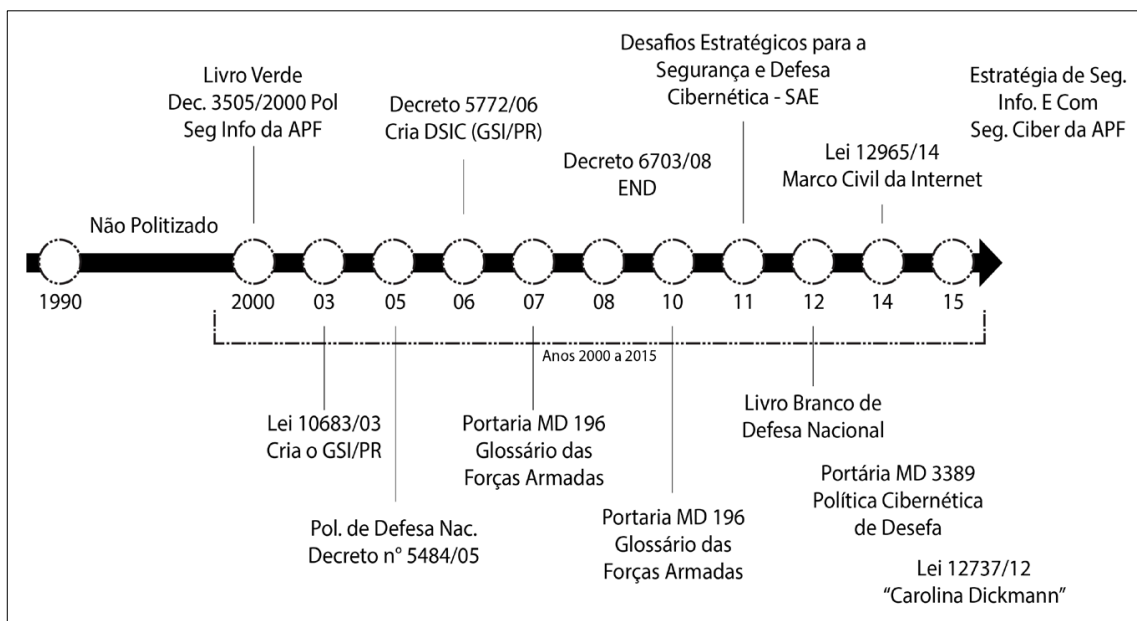 Livro Verde
Dec. 3505/2000 Pol
Seg Info da APF
Decreto 5772/06
Cria DSIC (GSI/PR)
Decreto 6703/08
END
Desafios Estratégicos para a
Segurança e Defesa
Cibernética - SAE
Lei 12965/14
Marco Civil da Internet
Estratégia de Seg.
Info. E Com
Seg. Ciber da APF
Não Politizado
1990 2000 03 05 06 07 08 10 11 12 14 15
Anos 2000 a 2015
Lei 10683/03
Cria o GSI/PR
Pol. de Defesa Nac.
Decreto n° 5484/05
Portaria MD 196
Glossário das
Forças Armadas
Portaria MD 196
Glossário das
Forças Armadas
Livro Branco de
Defesa Nacional
Portária MD 3389
Política Cibernética
de Desefa
Lei 12737/12
“Carolina Dickmann”